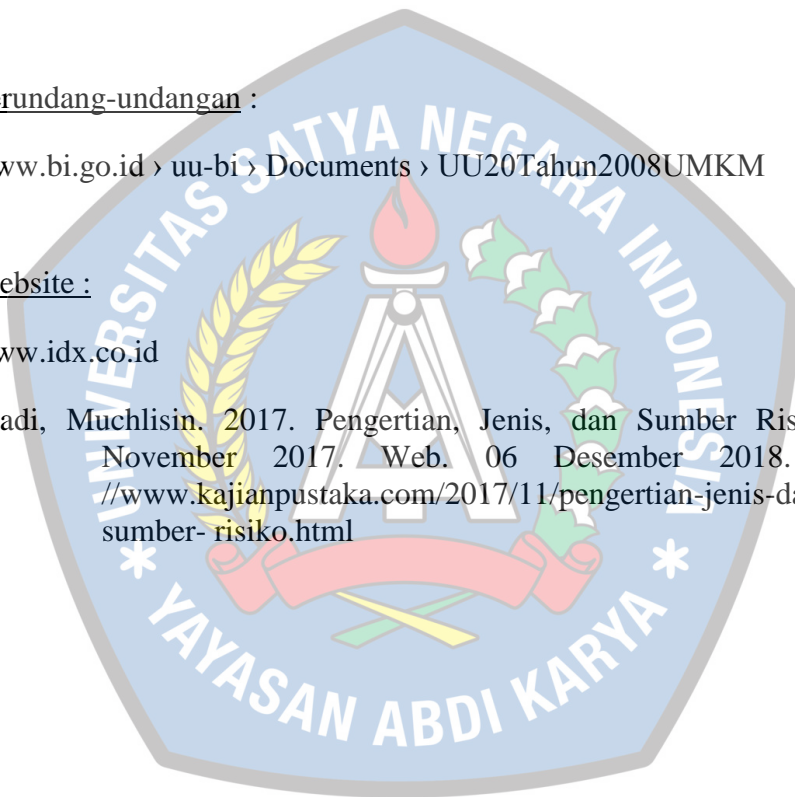 erundang-undangan :
ww.bi.go.id › uu-bi › Documents › UU20Tahun2008UMKM
ebsite :
ww.idx.co.id
adi, Muchlisin. 2017. Pengertian, Jenis, dan Sumber Ris
November 2017. Web. 06 Desember 2018.
//www.kajianpustaka.com/2017/11/pengertian-jenis-da
sumber- risiko.html
UNIVERSITAS SATYA NEGARA INDONESIA
* YAYASAN ABDI KARYA *